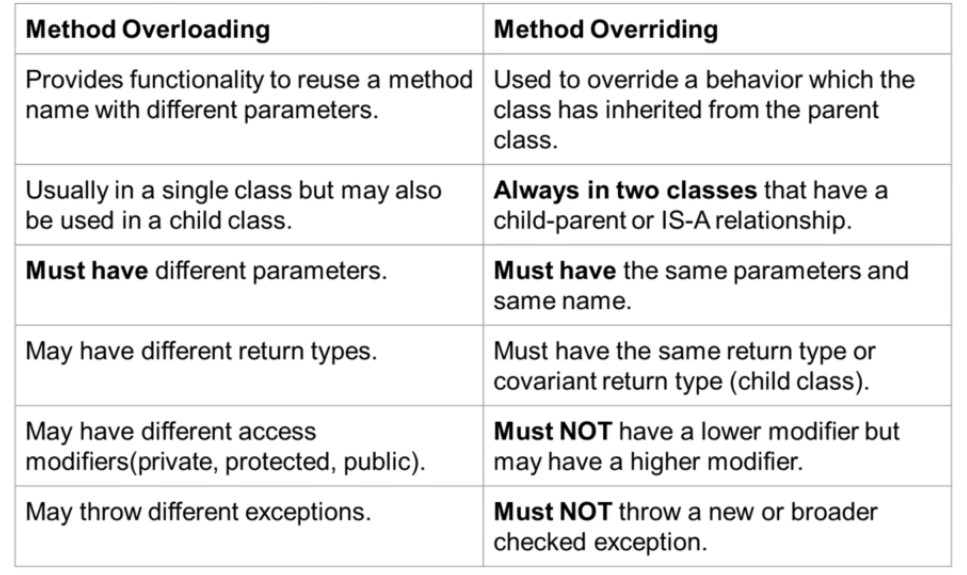 Method Overloading
Method Overriding
Provides functionality to reuse a method
name with different parameters.
Used to override a behavior which the
class has inherited from the parent
class.
Usually in a single class but may also
be used in a child class.
Always in two classes that have a
child-parent or IS-A relationship.
Must have different parameters.
Must have the same parameters and
same name.
May have different return types.
Must have the same return type or
covariant return type (child class).
May have different access
modifiers(private, protected, public).
Must NOT have a lower modifier but
may have a higher modifier.
May throw different exceptions.
Must NOT throw a new or broader
checked exception.